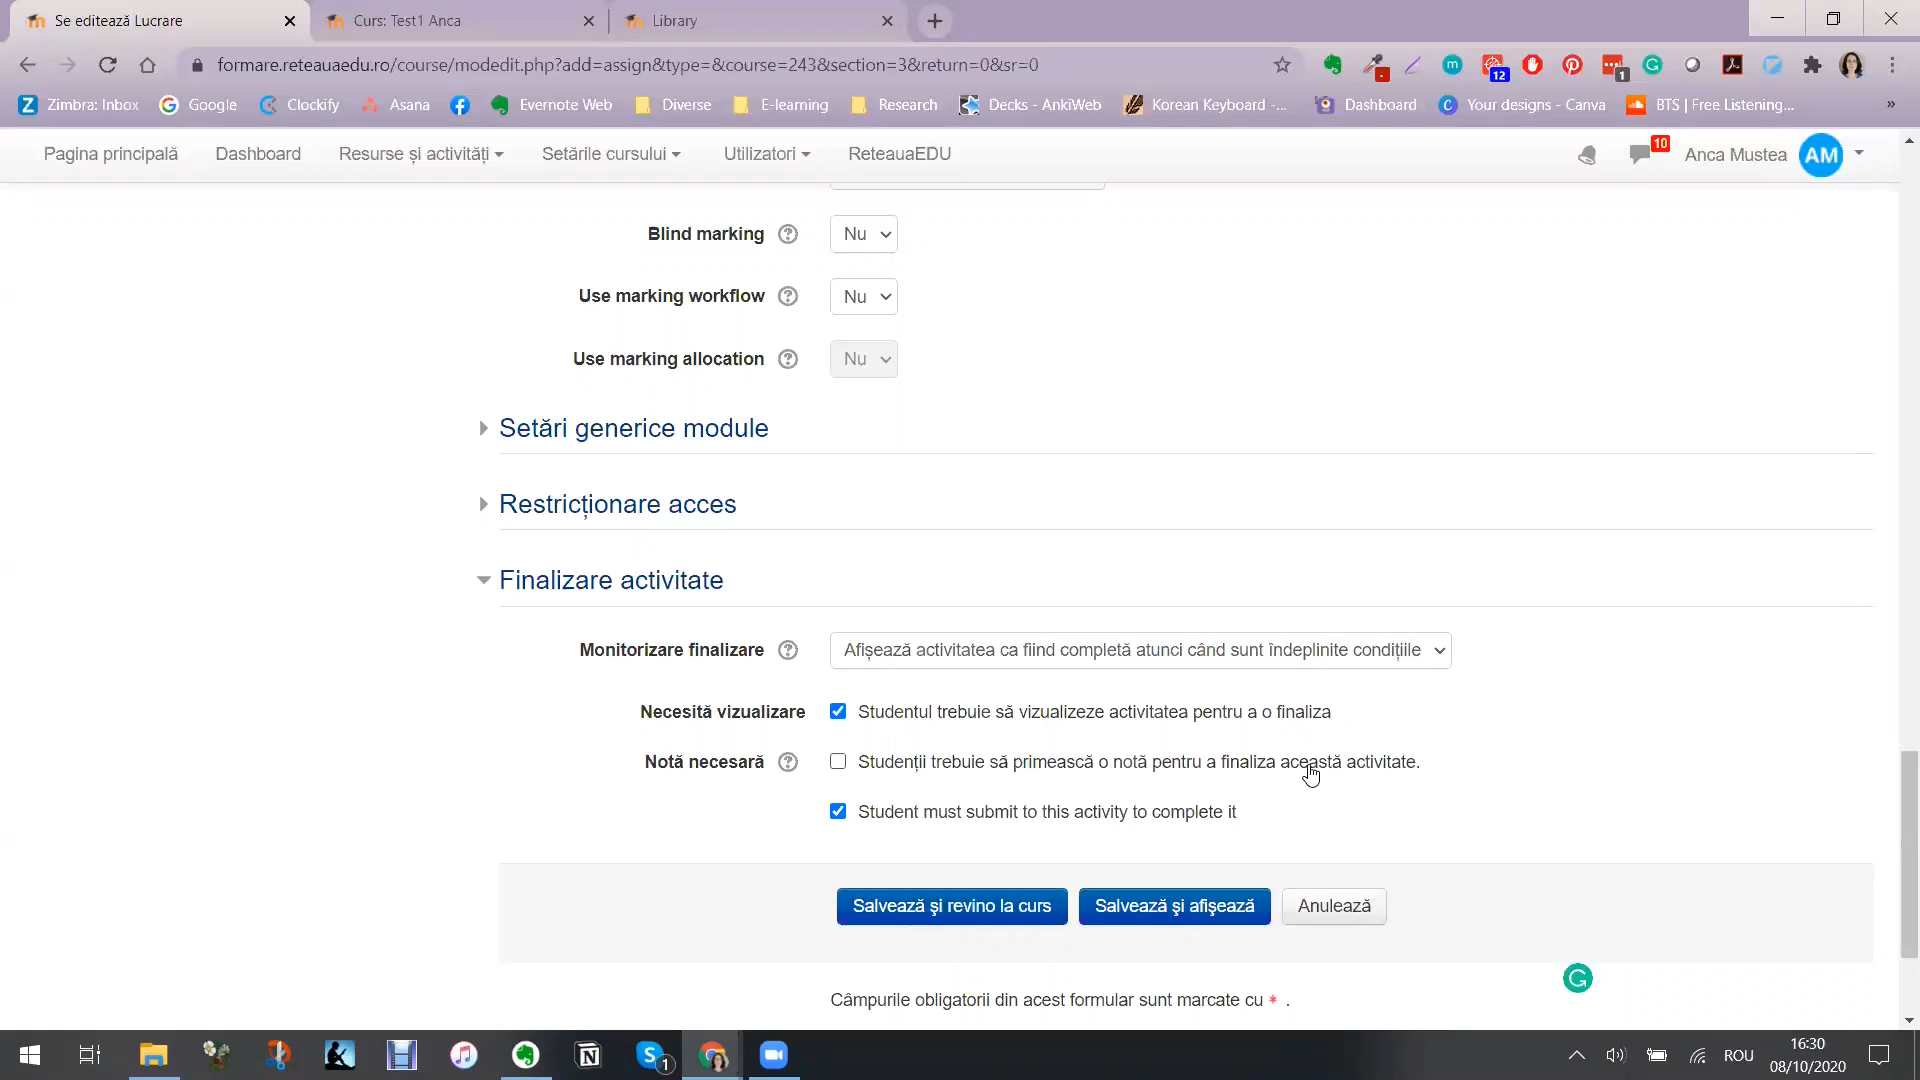 Se editează Lucrare
Curs: Test1 Anca
Library
formare.reteauaedu.ro/course/modedit.php?add=assign&type=&course=243&section=3&return=0&sr=0
12
1
Zimbra: Inbox
Google
Clockify
Asana
Evernote Web
Diverse
E-learning
Research
Decks - AnkiWeb
Korean Keyboard -...
Dashboard
Your designs - Canva
BTS | Free Listening...
»
Pagina principală
Dashboard
Resurse și activități
Setările cursului
Utilizatori
ReteauaEDU
10
Anca Mustea
AM
Blind marking
Nu
Use marking workflow
Nu
Use marking allocation
Nu
Setări generice module
Restricționare acces
Finalizare activitate
Monitorizare finalizare
Afișează activitatea ca fiind completă atunci când sunt îndeplinite condițiile
Necesită vizualizare
Studentul trebuie să vizualizeze activitatea pentru a o finaliza
Notă necesară
Studenții trebuie să primească o notă pentru a finaliza această activitate.
Student must submit to this activity to complete it
Salvează şi revino la curs
Salvează şi afişează
Anulează
Câmpurile obligatorii din acest formular sunt marcate cu * .
1
ROU
16:30
08/10/2020